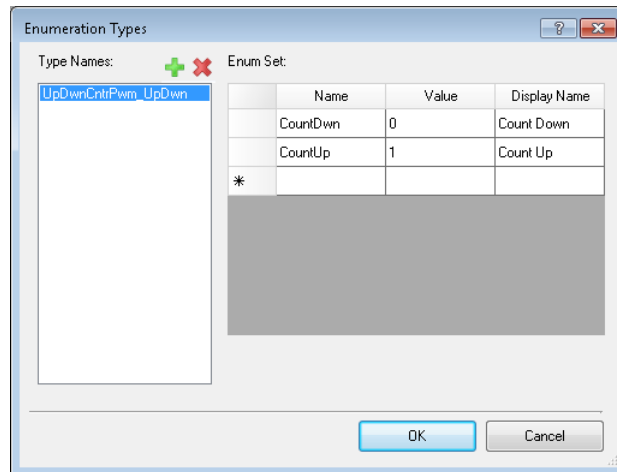 Enumeration Types
Type Names:
Enum Set:
UpDwnCntrPwm_UpDwn
Name Value Display Name
CountDwn 0 Count Down
CountUp 1 Count Up
*
OK Cancel